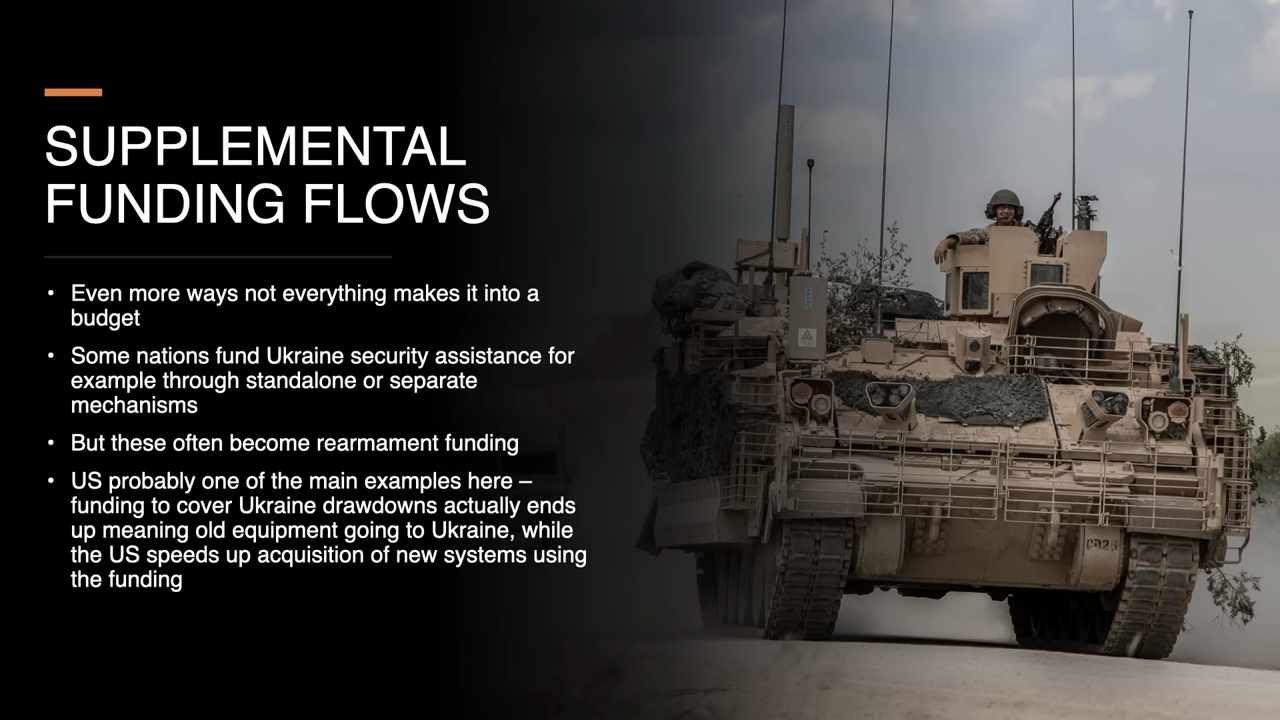 SUPPLEMENTAL
FUNDING FLOWS
• Even more ways not everything makes it into a
budget
• Some nations fund Ukraine security assistance for
example through standalone or separate
mechanisms
• But these often become rearmament funding
• US probably one of the main examples here –
funding to cover Ukraine drawdowns actually ends
up meaning old equipment going to Ukraine, while
the US speeds up acquisition of new systems using
the funding